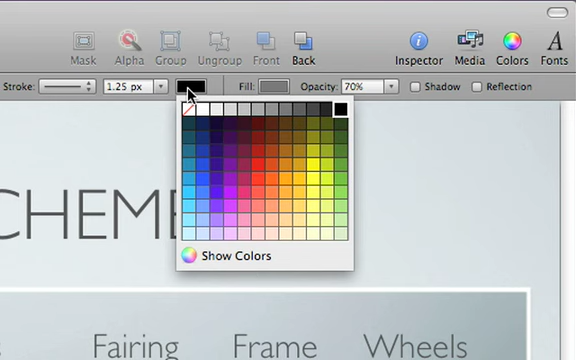 Mask Alpha Group Ungroup Front Back Inspector Media Colors Fonts
Stroke: 1.25 px Fill: Opacity: 70% Shadow Reflection
CHEME
Show Colors
Fairing Frame Wheels